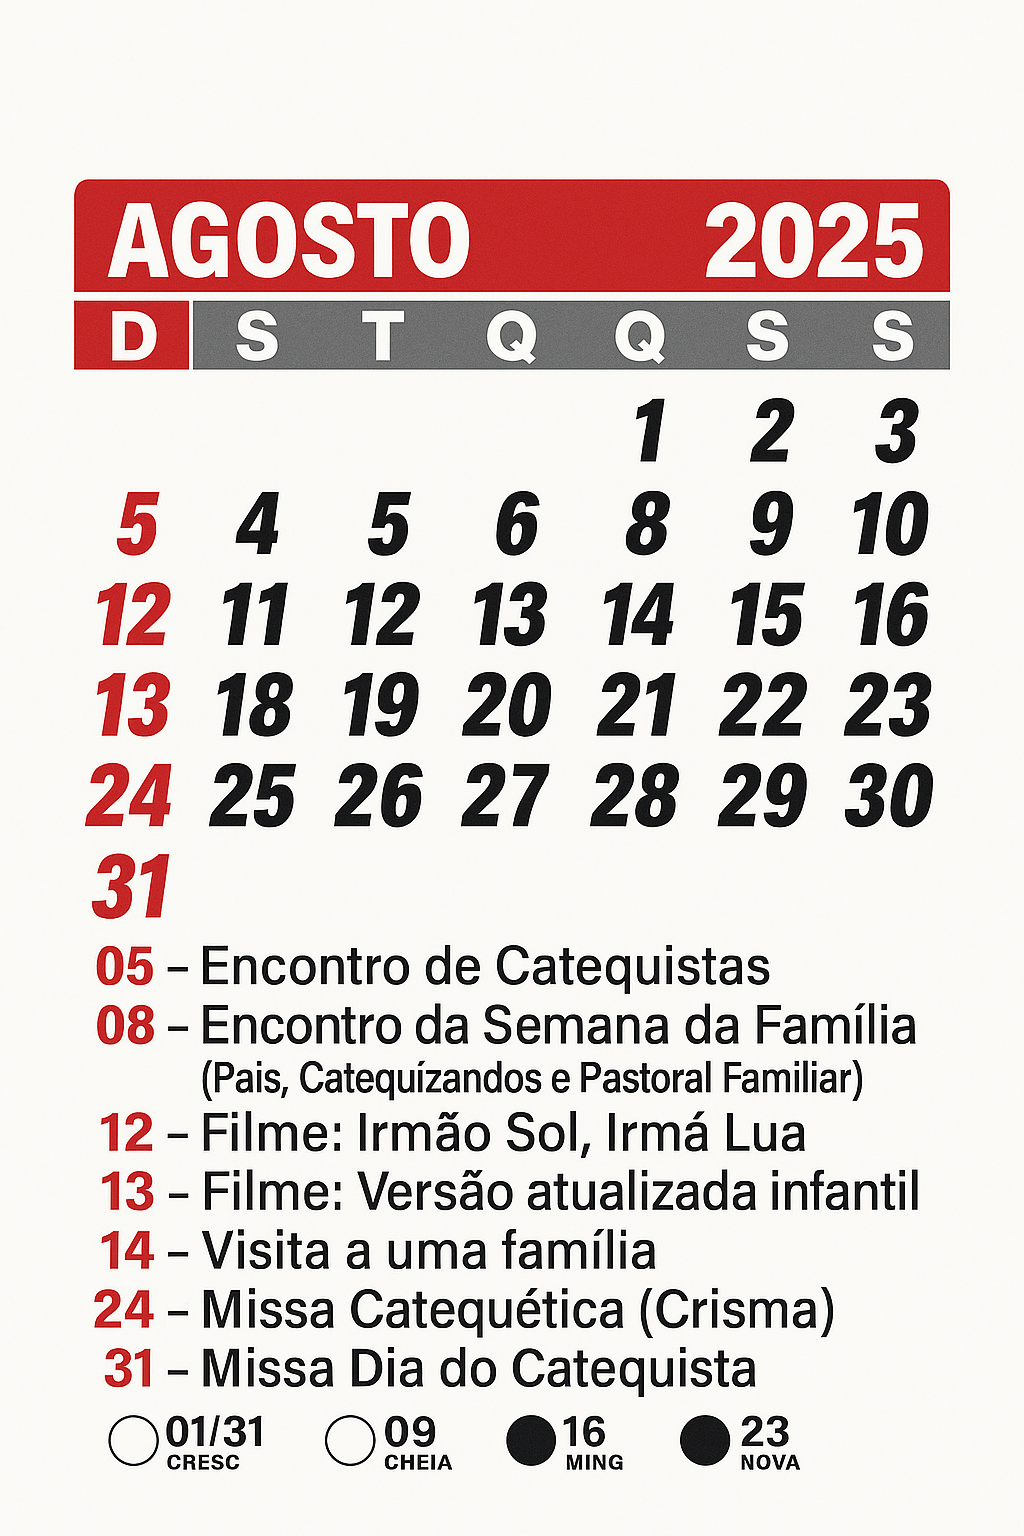 AGOSTO 2025
D S T Q Q S S
1 2 3
5 4 5 6 8 9 10
12 11 12 13 14 15 16
13 18 19 20 21 22 23
24 25 26 27 28 29 30
31
05 – Encontro de Catequistas
08 – Encontro da Semana da Família
(Pais, Catequízandos e Pastoral Familiar)
12 – Filme: Irmão Sol, Irmá Lua
13 – Filme: Versão atualizada infantil
14 – Visita a uma família
24 – Missa Catequética (Crisma)
31 – Missa Dia do Catequista
01/31 09 16 23
CRESC CHEIA MING NOVA